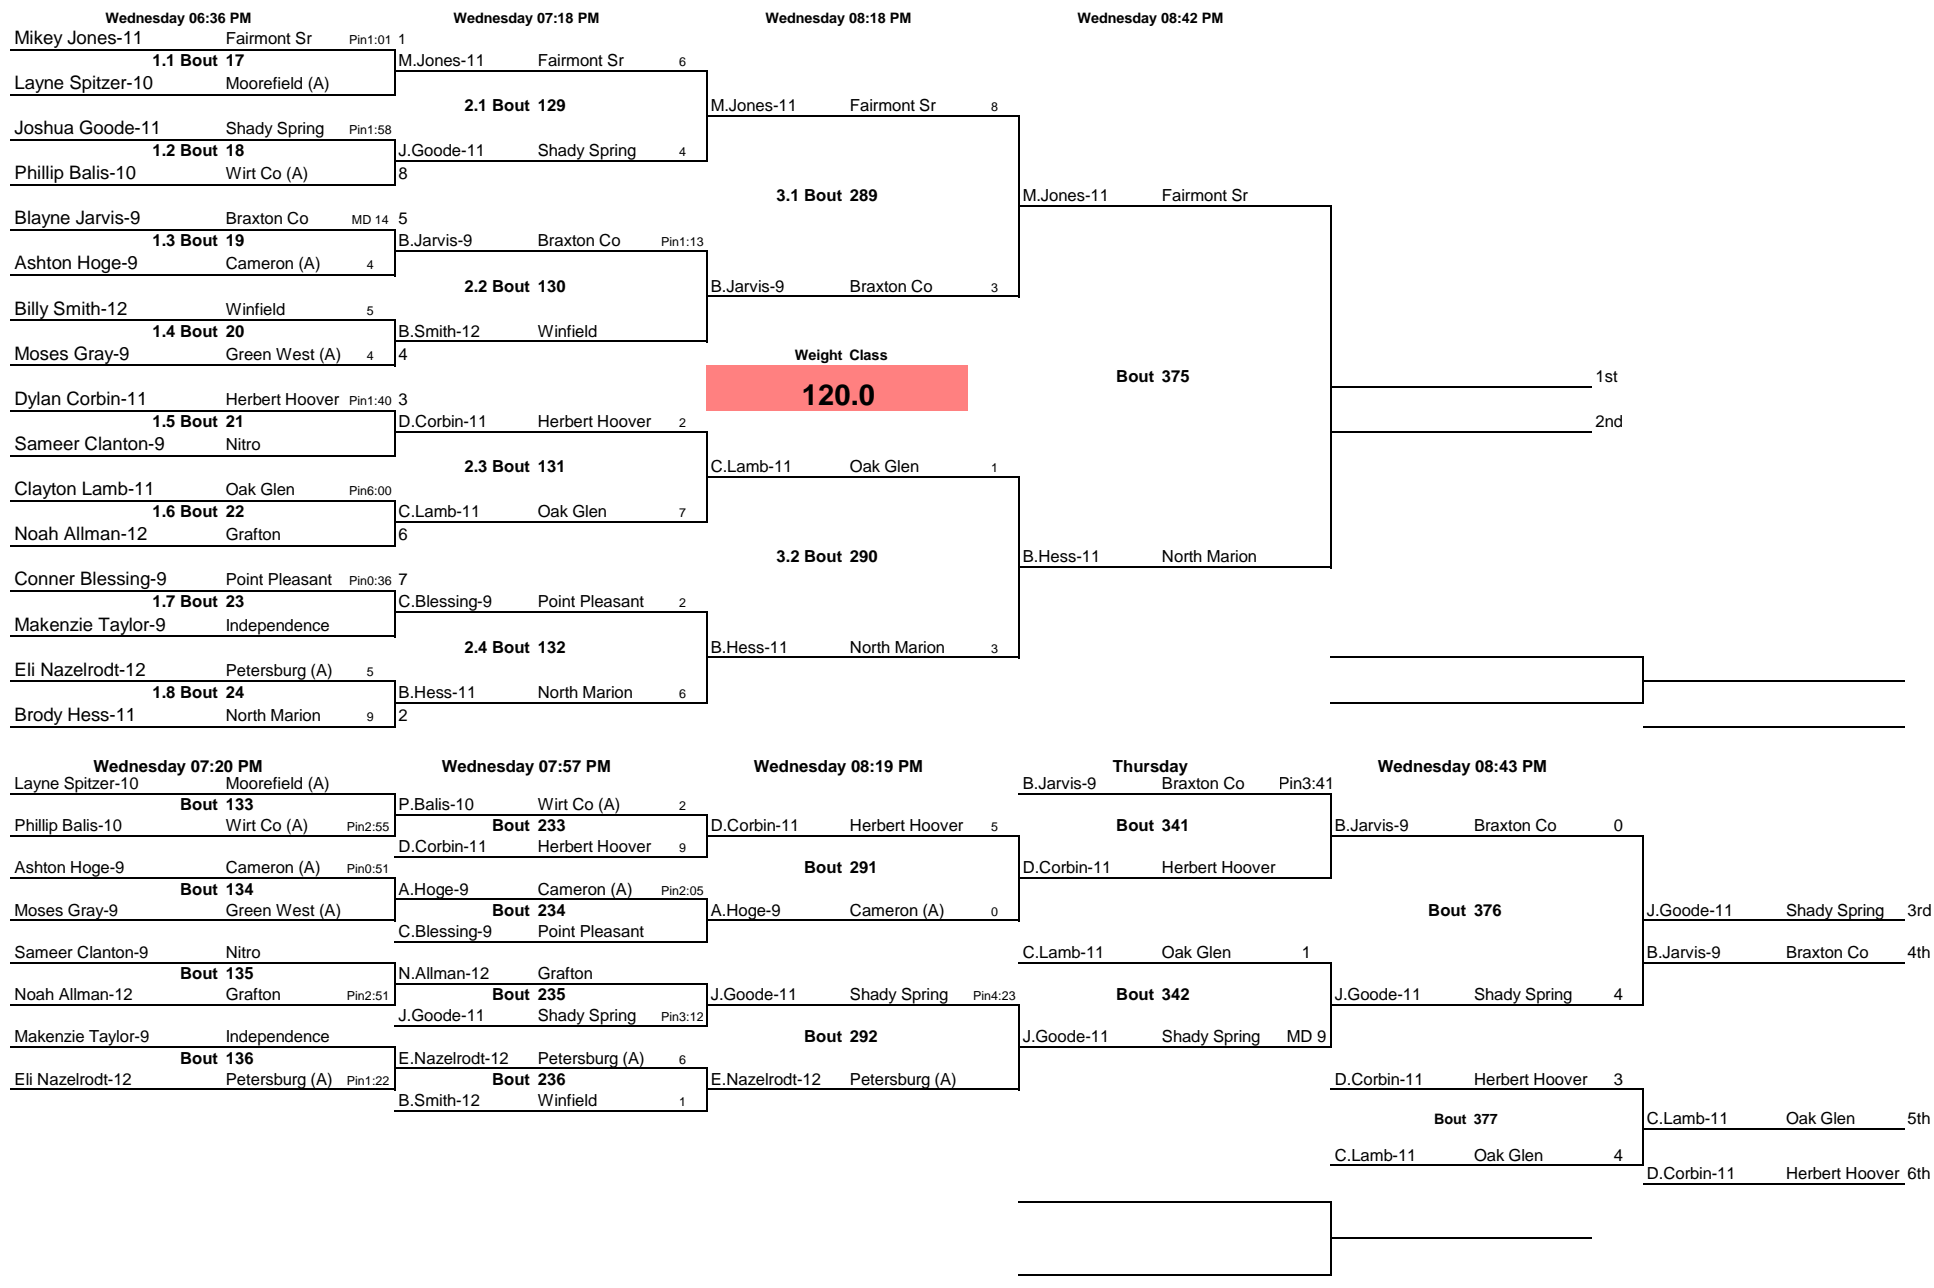 Wednesday 06:36 PM Wednesday 07:18 PM Wednesday 08:18 PM Wednesday 08:42 PM
Mikey Jones-11 Fairmont Sr Pin1:01 1
1.1 Bout 17 M.Jones-11 Fairmont Sr 6
Layne Spitzer-10 Moorefield (A)
2.1 Bout 129 M.Jones-11 Fairmont Sr 8
Joshua Goode-11 Shady Spring Pin1:58
1.2 Bout 18 J.Goode-11 Shady Spring 4
Phillip Balis-10 Wirt Co (A) 8
3.1 Bout 289 M.Jones-11 Fairmont Sr
Blayne Jarvis-9 Braxton Co MD 14 5
1.3 Bout 19 B.Jarvis-9 Braxton Co Pin1:13
Ashton Hoge-9 Cameron (A) 4
2.2 Bout 130 B.Jarvis-9 Braxton Co 3
Billy Smith-12 Winfield 5
1.4 Bout 20 B.Smith-12 Winfield
Moses Gray-9 Green West (A) 4 4 Weight Class
Bout 375 1st
Dylan Corbin-11 Herbert Hoover Pin1:40 3 120.0
1.5 Bout 21 D.Corbin-11 Herbert Hoover 2 2nd
Sameer Clanton-9 Nitro
2.3 Bout 131 C.Lamb-11 Oak Glen 1
Clayton Lamb-11 Oak Glen Pin6:00
1.6 Bout 22 C.Lamb-11 Oak Glen 7
Noah Allman-12 Grafton 6
3.2 Bout 290 B.Hess-11 North Marion
Conner Blessing-9 Point Pleasant Pin0:36 7
1.7 Bout 23 C.Blessing-9 Point Pleasant 2
Makenzie Taylor-9 Independence
2.4 Bout 132 B.Hess-11 North Marion 3
Eli Nazelrodt-12 Petersburg (A) 5
1.8 Bout 24 B.Hess-11 North Marion 6
Brody Hess-11 North Marion 9 2
Wednesday 07:20 PM Wednesday 07:57 PM Wednesday 08:19 PM Thursday Wednesday 08:43 PM
Layne Spitzer-10 Moorefield (A) B.Jarvis-9 Braxton Co Pin3:41
Bout 133 P.Balis-10 Wirt Co (A) 2
Phillip Balis-10 Wirt Co (A) Pin2:55 Bout 233 D.Corbin-11 Herbert Hoover 5 Bout 341 B.Jarvis-9 Braxton Co 0
D.Corbin-11 Herbert Hoover 9
Ashton Hoge-9 Cameron (A) Pin0:51 Bout 291 D.Corbin-11 Herbert Hoover
Bout 134 A.Hoge-9 Cameron (A) Pin2:05
Moses Gray-9 Green West (A) Bout 234 A.Hoge-9 Cameron (A) 0 Bout 376 J.Goode-11 Shady Spring 3rd
C.Blessing-9 Point Pleasant
Sameer Clanton-9 Nitro C.Lamb-11 Oak Glen 1 B.Jarvis-9 Braxton Co 4th
Bout 135 N.Allman-12 Grafton
Noah Allman-12 Grafton Pin2:51 Bout 235 J.Goode-11 Shady Spring Pin4:23 Bout 342 J.Goode-11 Shady Spring 4
J.Goode-11 Shady Spring Pin3:12
Makenzie Taylor-9 Independence Bout 292 J.Goode-11 Shady Spring MD 9
Bout 136 E.Nazelrodt-12 Petersburg (A) 6
Eli Nazelrodt-12 Petersburg (A) Pin1:22 Bout 236 E.Nazelrodt-12 Petersburg (A) D.Corbin-11 Herbert Hoover 3
B.Smith-12 Winfield 1
Bout 377 C.Lamb-11 Oak Glen 5th
C.Lamb-11 Oak Glen 4
D.Corbin-11 Herbert Hoover 6th